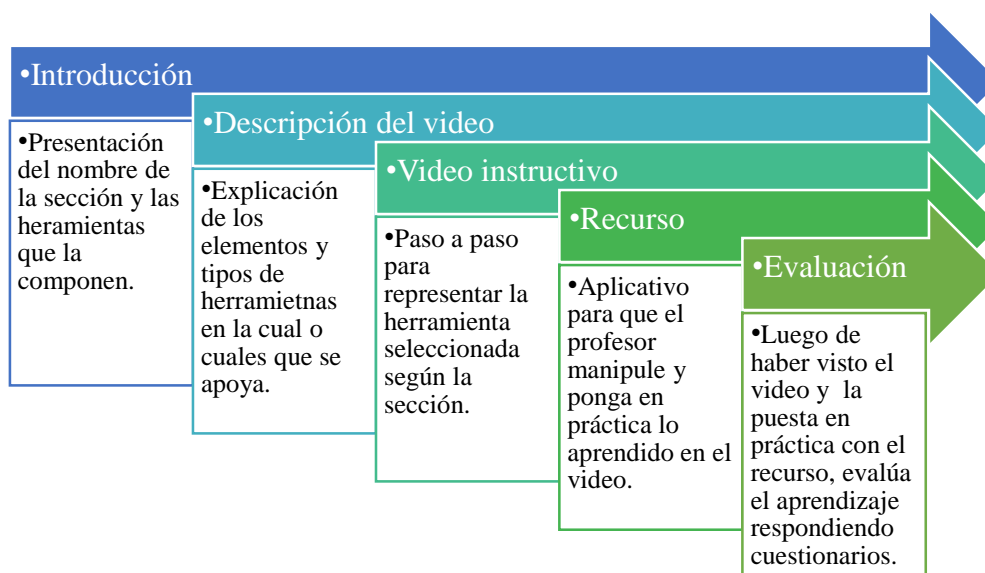 •Introducción
•Presentación
del nombre de
la sección y las
heramientas
que la
componen.
•Descripción del video
•Explicación
de los
elementos y
tipos de
herramietnas
en la cual o
cuales que se
apoya.
•Video instructivo
•Paso a paso
para
representar la
herramienta
seleccionada
según la
sección.
•Recurso
•Aplicativo
para que el
profesor
manipule y
ponga en
práctica lo
aprendido en el
video.
•Evaluación
•Luego de
haber visto el
video y  la
puesta en
práctica con el
recurso, evalúa
el aprendizaje
respondiendo
cuestionarios.